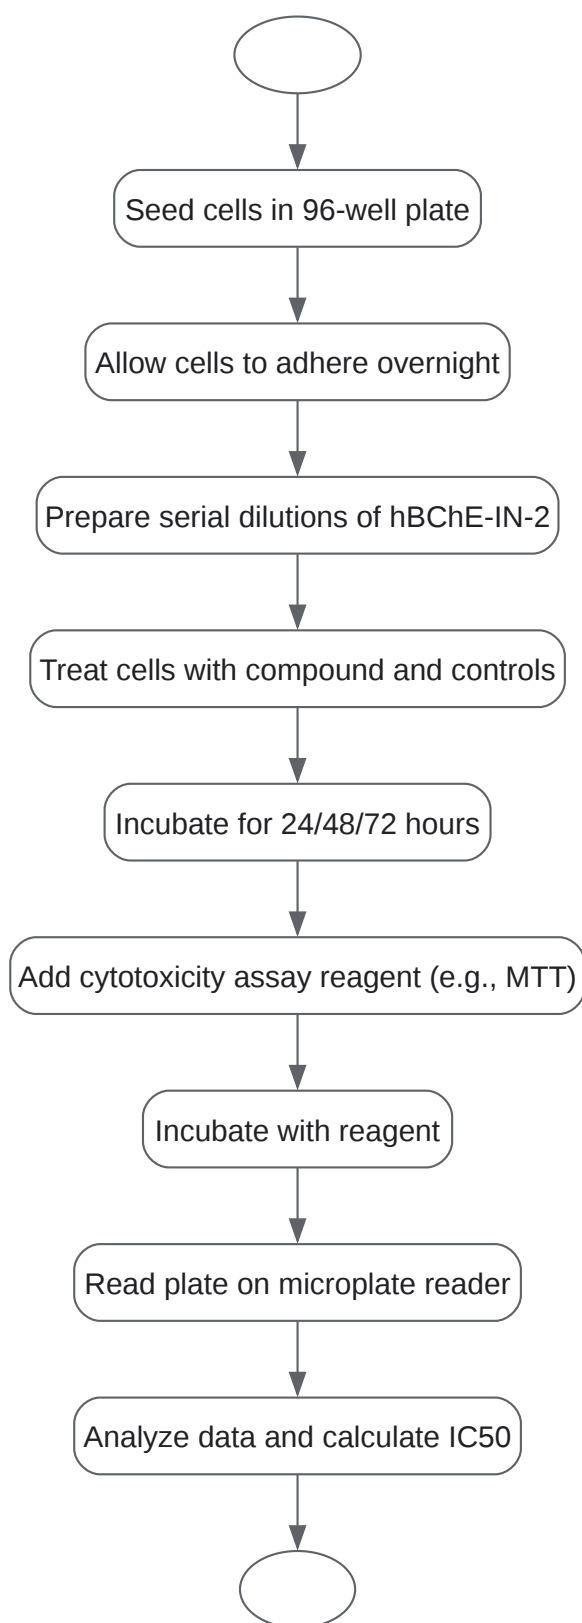 Seed cells in 96-well plate
Allow cells to adhere overnight
Prepare serial dilutions of hBChE-IN-2
Treat cells with compound and controls
Incubate for 24/48/72 hours
Add cytotoxicity assay reagent (e.g., MTT)
Incubate with reagent
Read plate on microplate reader
Analyze data and calculate IC50